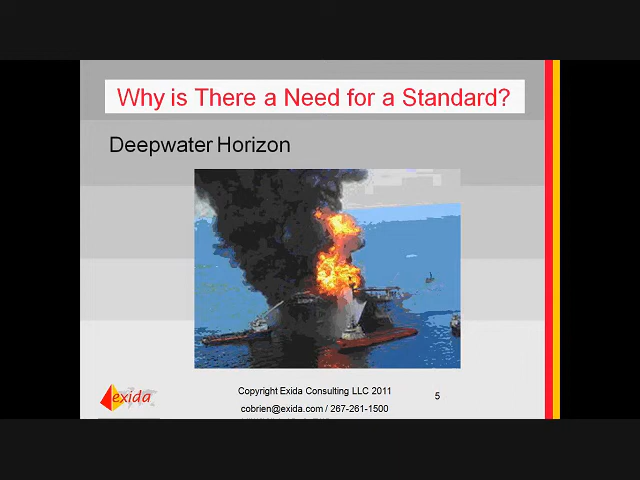 Why is There a Need for a Standard?
Deepwater Horizon
exida
Copyright Exida Consulting LLC 2011
5
cobrien@exida.com / 267-261-1500